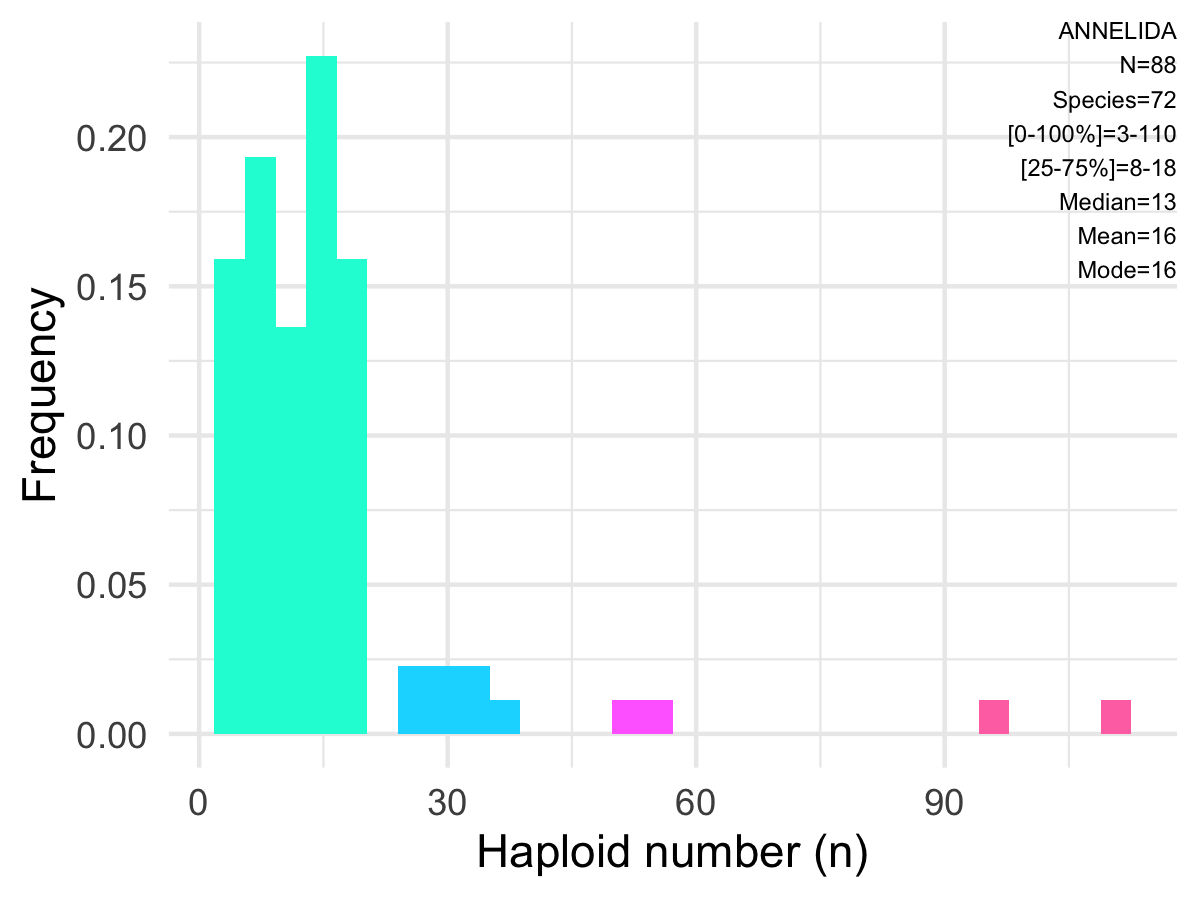 ANNELIDA
N=88
Species=72
[0-100%]=3-110
[25-75%]=8-18
Median=13
Mean=16
Mode=16
0.20
0.15
0.10
0.05
0.00
Frequency
0 30 60 90
Haploid number (n)